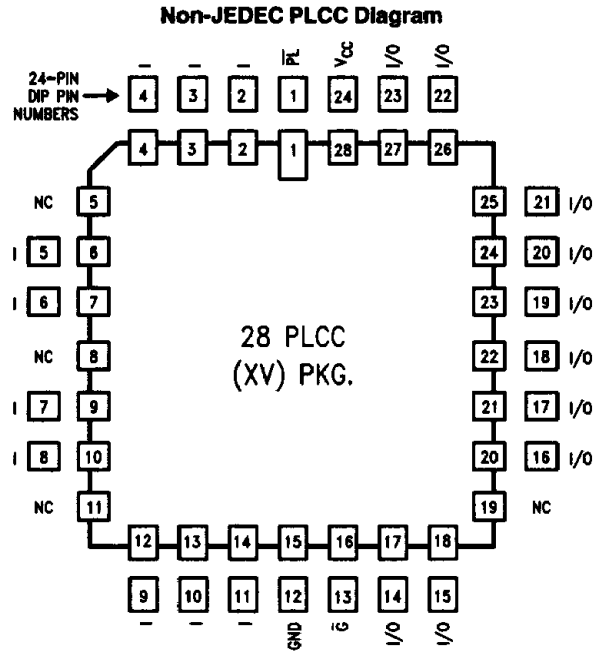 Non-JEDEC PLCC Diagram
I I I P̅L̅ VCC I/O I/O
24-PIN
DIP PIN
NUMBERS
4 3 2 1 24 23 22
4 3 2 1 28 27 26
NC 5 25 21 I/O
I 5 6 24 20 I/O
I 6 7 23 19 I/O
28 PLCC
(XV) PKG.
NC 8 22 18 I/O
I 7 9 21 17 I/O
I 8 10 20 16 I/O
NC 11 19 NC
12 13 14 15 16 17 18
9 10 11 12 13 14 15
I I I GND G̅ I/O I/O